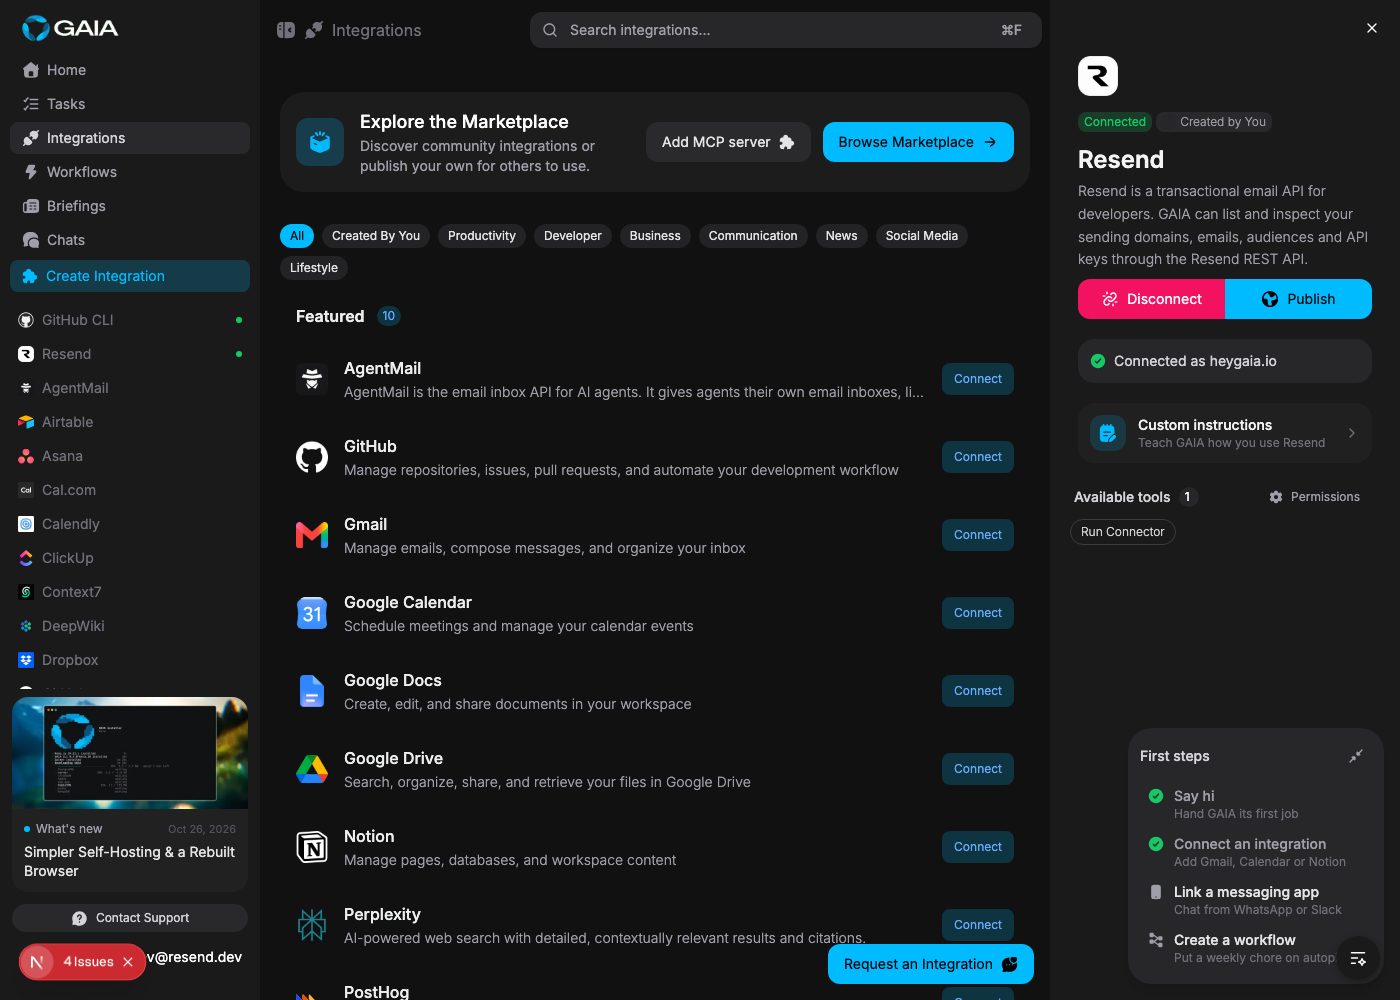 GAIA
Home
Tasks
Integrations
Workflows
Briefings
Chats
Create Integration
GitHub CLI
Resend
AgentMail
Airtable
Asana
Cal.com
Calendly
ClickUp
Context7
DeepWiki
Dropbox
What's new
Oct 26, 2026
Simpler Self-Hosting & a Rebuilt
Browser
Contact Support
4 Issues
v@resend.dev
Integrations
Search integrations...
⌘F
Explore the Marketplace
Discover community integrations or
publish your own for others to use.
Add MCP server
Browse Marketplace
All
Created By You
Productivity
Developer
Business
Communication
News
Social Media
Lifestyle
Featured
10
AgentMail
AgentMail is the email inbox API for AI agents. It gives agents their own email inboxes, li...
Connect
GitHub
Manage repositories, issues, pull requests, and automate your development workflow
Connect
Gmail
Manage emails, compose messages, and organize your inbox
Connect
31
Google Calendar
Schedule meetings and manage your calendar events
Connect
Google Docs
Create, edit, and share documents in your workspace
Connect
Google Drive
Search, organize, share, and retrieve your files in Google Drive
Connect
Notion
Manage pages, databases, and workspace content
Connect
Perplexity
AI-powered web search with detailed, contextually relevant results and citations.
Connect
PostHog
Request an Integration
Connected
Created by You
Resend
Resend is a transactional email API for
developers. GAIA can list and inspect your
sending domains, emails, audiences and API
keys through the Resend REST API.
Disconnect
Publish
Connected as heygaia.io
Custom instructions
Teach GAIA how you use Resend
Available tools
1
Permissions
Run Connector
First steps
Say hi
Hand GAIA its first job
Connect an integration
Add Gmail, Calendar or Notion
Link a messaging app
Chat from WhatsApp or Slack
Create a workflow
Put a weekly chore on autop